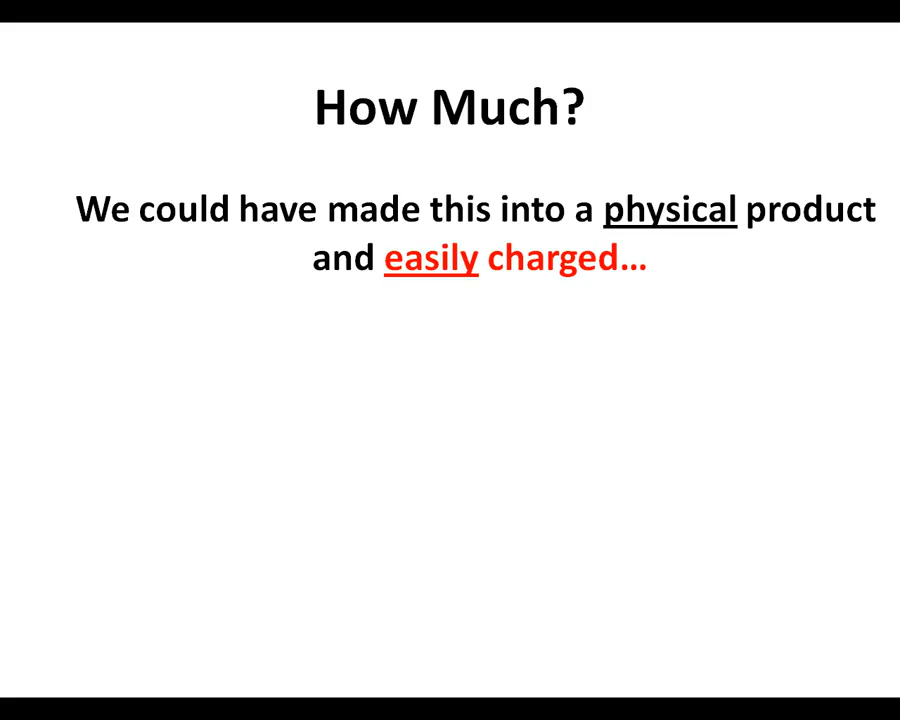 How Much?
We could have made this into a physical product
and easily charged...